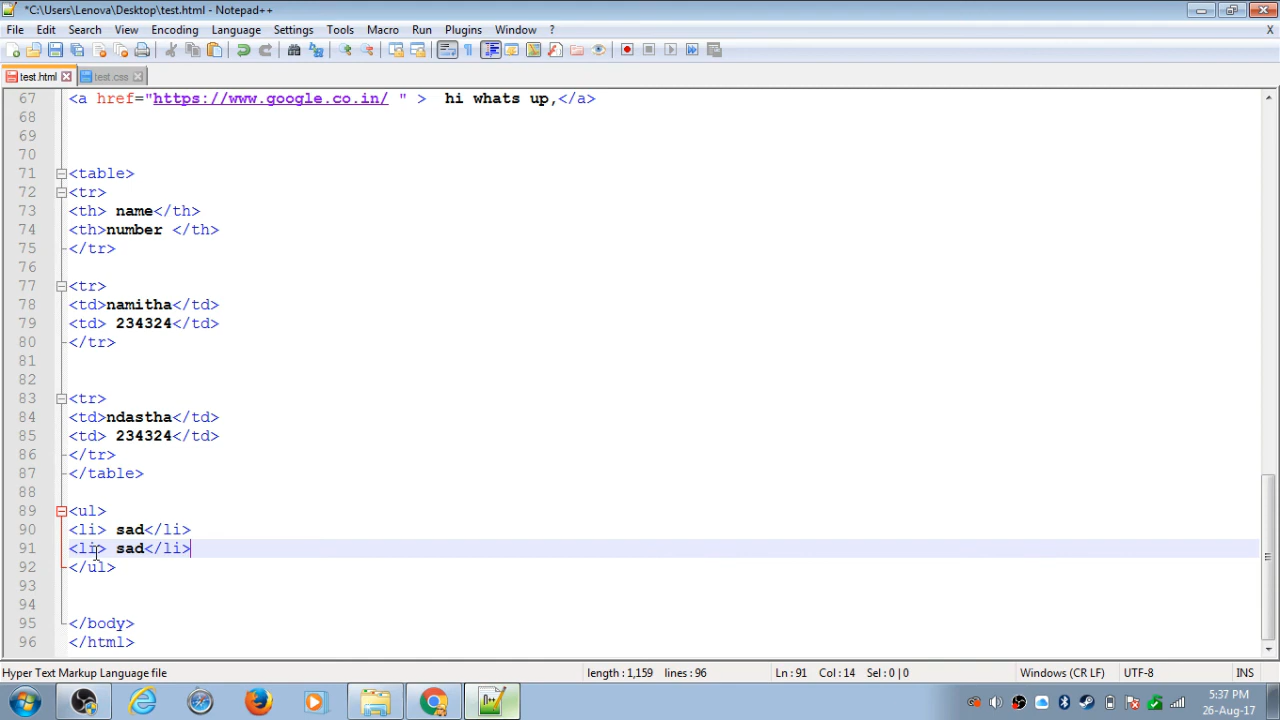 *C:\Users\Lenova\Desktop\test.html - Notepad++
File Edit Search View Encoding Language Settings Tools Macro Run Plugins Window ? X
test.html test.css
67 <a href="https://www.google.co.in/ " > hi whats up,</a>
68
69
70
71 <table>
72 <tr>
73 <th> name</th>
74 <th>number </th>
75 </tr>
76
77 <tr>
78 <td>namitha</td>
79 <td> 234324</td>
80 </tr>
81
82
83 <tr>
84 <td>ndastha</td>
85 <td> 234324</td>
86 </tr>
87 </table>
88
89 <ul>
90 <li> sad</li>
91 <li> sad</li>
92 </ul>
93
94
95 </body>
96 </html>
Hyper Text Markup Language file length : 1,159 lines : 96 Ln : 91 Col : 14 Sel : 0 | 0 Windows (CR LF) UTF-8 INS
5:37 PM
26-Aug-17